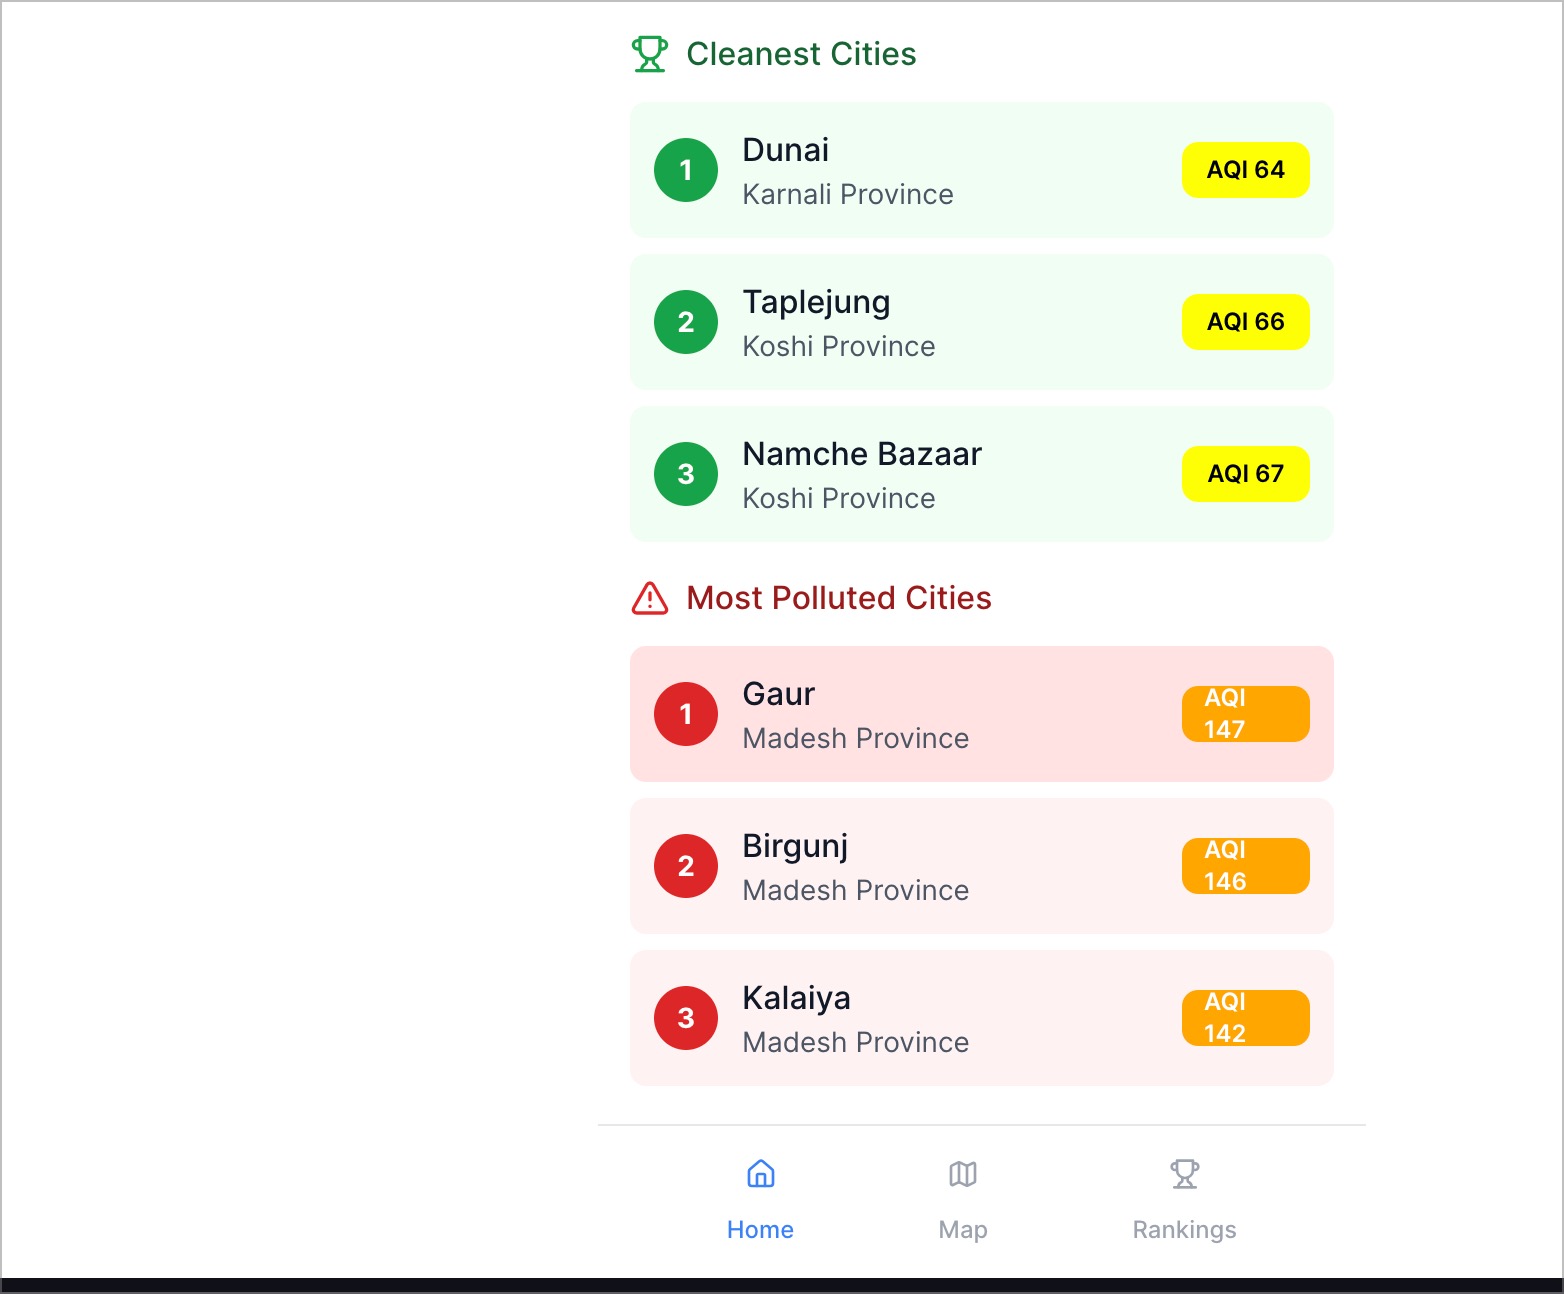 Cleanest Cities
1
Dunai
Karnali Province
AQI 64
2
Taplejung
Koshi Province
AQI 66
3
Namche Bazaar
Koshi Province
AQI 67
Most Polluted Cities
1
Gaur
Madesh Province
AQI
147
2
Birgunj
Madesh Province
AQI
146
3
Kalaiya
Madesh Province
AQI
142
Home
Map
Rankings